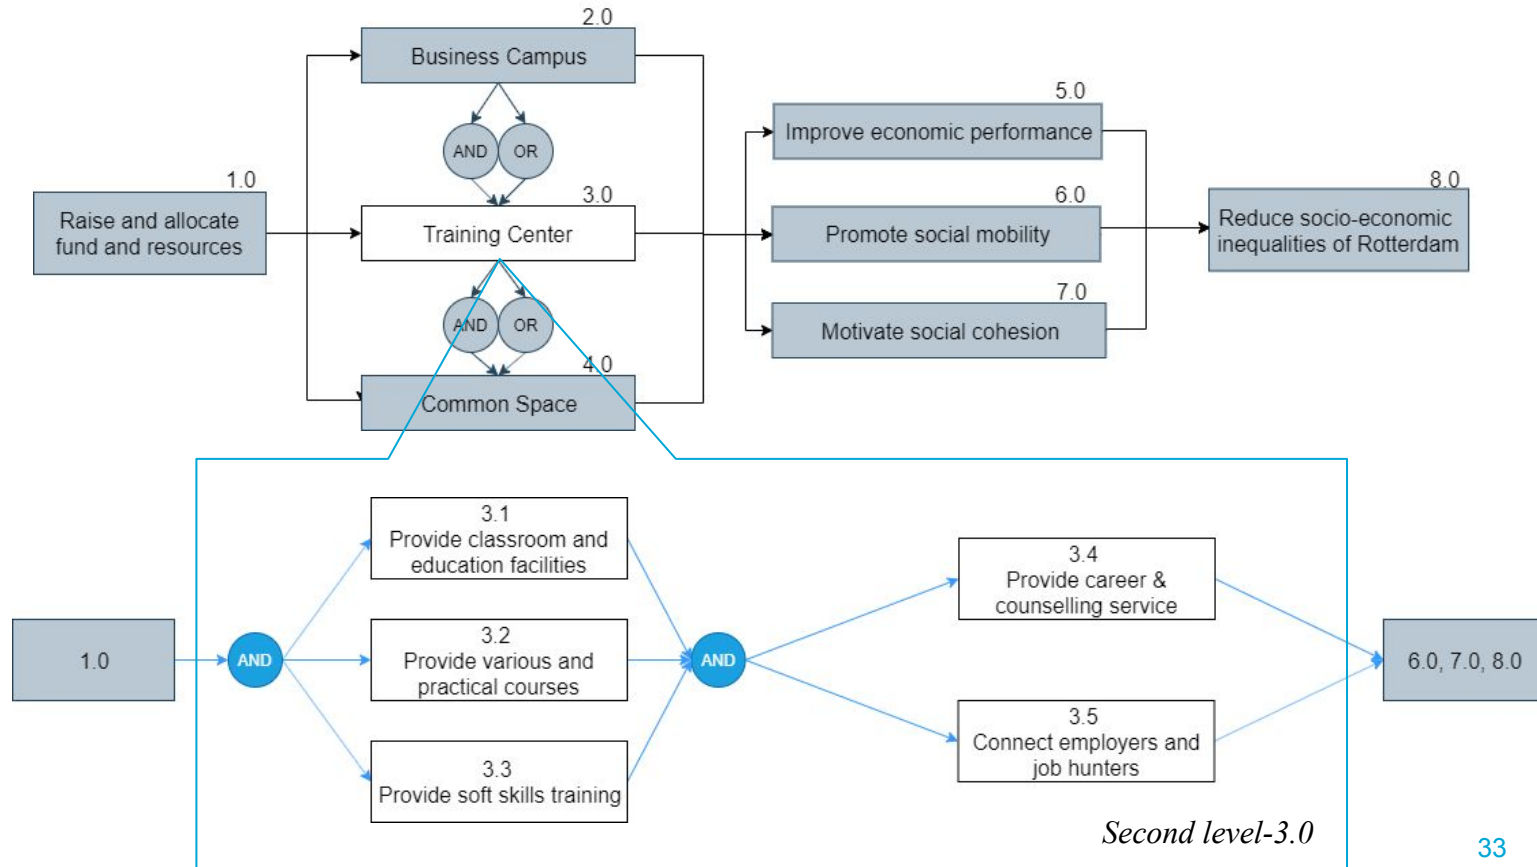 2.0
Business Campus
AND
OR
1.0
Raise and allocate
fund and resources
3.0
Training Center
AND
OR
4.0
Common Space
5.0
Improve economic performance
6.0
Promote social mobility
7.0
Motivate social cohesion
8.0
Reduce socio-economic
inequalities of Rotterdam
1.0
AND
3.1
Provide classroom and
education facilities
3.2
Provide various and
practical courses
3.3
Provide soft skills training
AND
3.4
Provide career &
counselling service
3.5
Connect employers and
job hunters
6.0, 7.0, 8.0
Second level-3.0
33